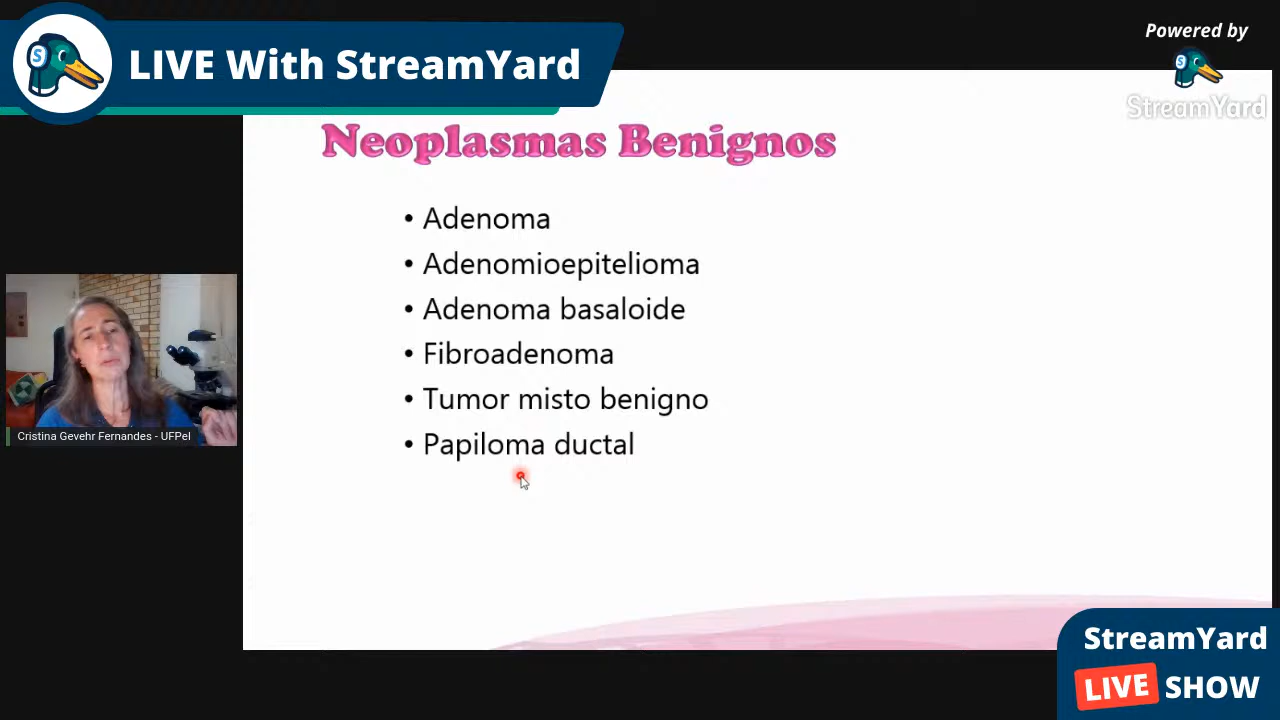 LIVE With StreamYard
Powered by
StreamYard
Neoplasmas Benignos
• Adenoma
• Adenomioepitelioma
• Adenoma basaloide
• Fibroadenoma
• Tumor misto benigno
• Papiloma ductal
Cristina Gevehr Fernandes - UFPel
StreamYard
LIVE SHOW